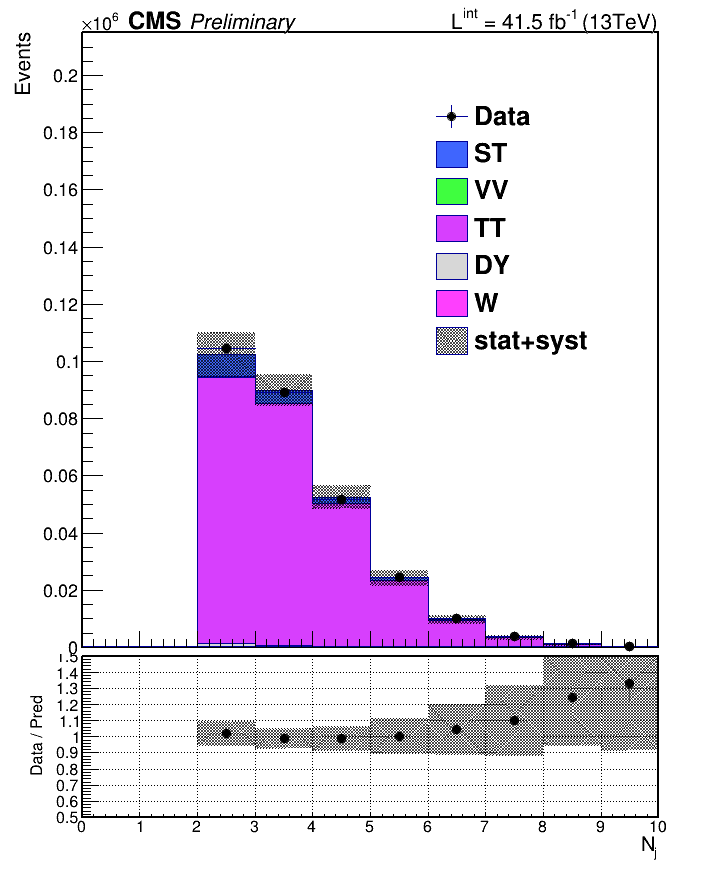 ×10⁶ CMS Preliminary L^int = 41.5 fb⁻¹ (13TeV)
Events
0.2
0.18
0.16
0.14
0.12
0.1
0.08
0.06
0.04
0.02
0
Data
ST
VV
TT
DY
W
stat+syst
Data / Pred
1.5
1.4
1.3
1.2
1.1
1
0.9
0.8
0.7
0.6
0.5
0 1 2 3 4 5 6 7 8 9 10
N_j